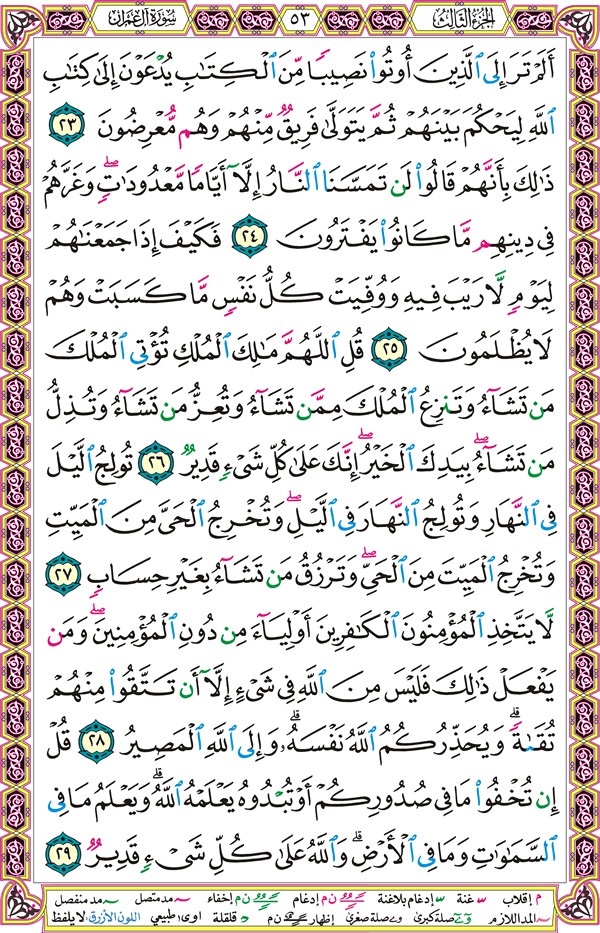 الجزء الثالث ٥٣ سورة آل عمران
أَلَمْ تَرَ إِلَى ٱلَّذِينَ أُوتُوا۟ نَصِيبًا مِّنَ ٱلْكِتَـٰبِ يُدْعَوْنَ إِلَىٰ كِتَـٰبِ
ٱللَّهِ لِيَحْكُمَ بَيْنَهُمْ ثُمَّ يَتَوَلَّىٰ فَرِيقٌ مِّنْهُمْ وَهُم مُّعْرِضُونَ ٢٣
ذَٰلِكَ بِأَنَّهُمْ قَالُوا۟ لَن تَمَسَّنَا ٱلنَّارُ إِلَّآ أَيَّامًا مَّعْدُودَٰتٍ ۖ وَغَرَّهُمْ
فِى دِينِهِم مَّا كَانُوا۟ يَفْتَرُونَ ٢٤ فَكَيْفَ إِذَا جَمَعْنَـٰهُمْ
لِيَوْمٍ لَّا رَيْبَ فِيهِ وَوُفِّيَتْ كُلُّ نَفْسٍ مَّا كَسَبَتْ وَهُمْ
لَا يُظْلَمُونَ ٢٥ قُلِ ٱللَّهُمَّ مَـٰلِكَ ٱلْمُلْكِ تُؤْتِى ٱلْمُلْكَ
مَن تَشَآءُ وَتَنزِعُ ٱلْمُلْكَ مِمَّن تَشَآءُ وَتُعِزُّ مَن تَشَآءُ وَتُذِلُّ
مَن تَشَآءُ ۖ بِيَدِكَ ٱلْخَيْرُ ۖ إِنَّكَ عَلَىٰ كُلِّ شَىْءٍ قَدِيرٌ ٢٦ تُولِجُ ٱلَّيْلَ
فِى ٱلنَّهَارِ وَتُولِجُ ٱلنَّهَارَ فِى ٱلَّيْلِ ۖ وَتُخْرِجُ ٱلْحَىَّ مِنَ ٱلْمَيِّتِ
وَتُخْرِجُ ٱلْمَيِّتَ مِنَ ٱلْحَىِّ ۖ وَتَرْزُقُ مَن تَشَآءُ بِغَيْرِ حِسَابٍ ٢٧
لَّا يَتَّخِذِ ٱلْمُؤْمِنُونَ ٱلْكَـٰفِرِينَ أَوْلِيَآءَ مِن دُونِ ٱلْمُؤْمِنِينَ ۖ وَمَن
يَفْعَلْ ذَٰلِكَ فَلَيْسَ مِنَ ٱللَّهِ فِى شَىْءٍ إِلَّآ أَن تَتَّقُوا۟ مِنْهُمْ
تُقَىٰةً ۗ وَيُحَذِّرُكُمُ ٱللَّهُ نَفْسَهُۥ ۗ وَإِلَى ٱللَّهِ ٱلْمَصِيرُ ٢٨ قُلْ
إِن تُخْفُوا۟ مَا فِى صُدُورِكُمْ أَوْ تُبْدُوهُ يَعْلَمْهُ ٱللَّهُ ۗ وَيَعْلَمُ مَا فِى
ٱلسَّمَـٰوَٰتِ وَمَا فِى ٱلْأَرْضِ ۗ وَٱللَّهُ عَلَىٰ كُلِّ شَىْءٍ قَدِيرٌ ٢٩
م إقلاب غنة إدغام بلاغنة ن م إدغام ن م إخفاء مد متصل مد منفصل
المد اللازم صلة كبرى صلة صغرى إظهار ن م قلقلة اوى طبيعي اللون الأزرق: لا يلفظ